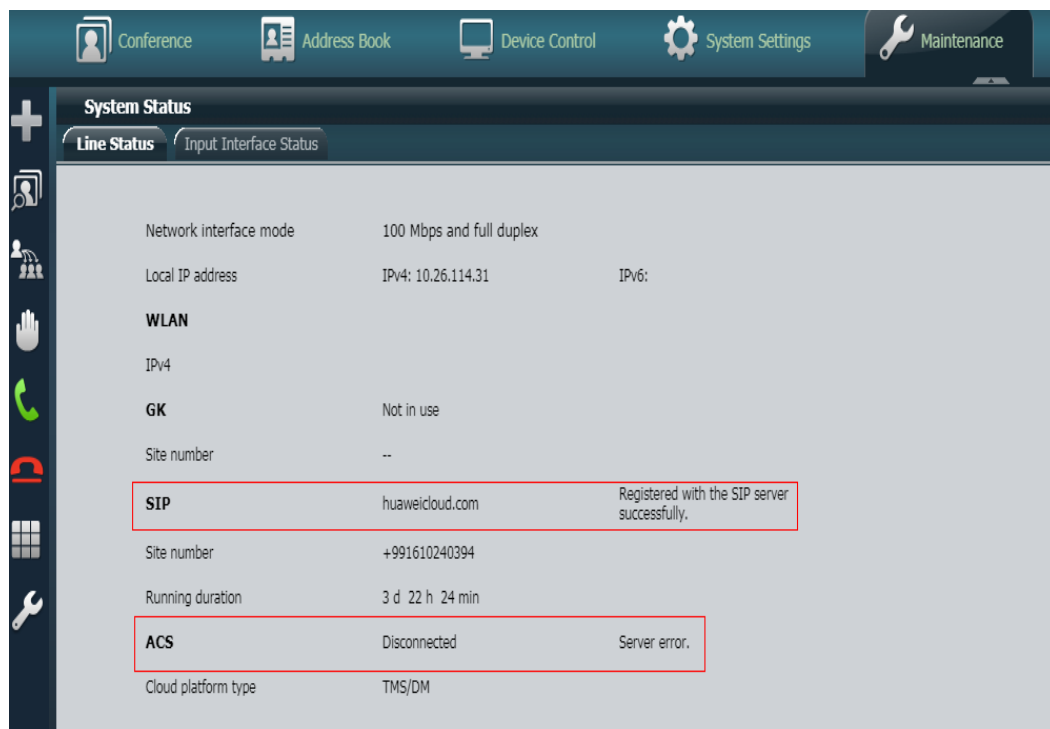 Conference Address Book Device Control System Settings Maintenance
System Status
Line Status Input Interface Status
Network interface mode 100 Mbps and full duplex
Local IP address IPv4: 10.26.114.31 IPv6:
WLAN
IPv4
GK Not in use
Site number --
SIP huaweicloud.com Registered with the SIP server
successfully.
Site number +991610240394
Running duration 3 d 22 h 24 min
ACS Disconnected Server error.
Cloud platform type TMS/DM